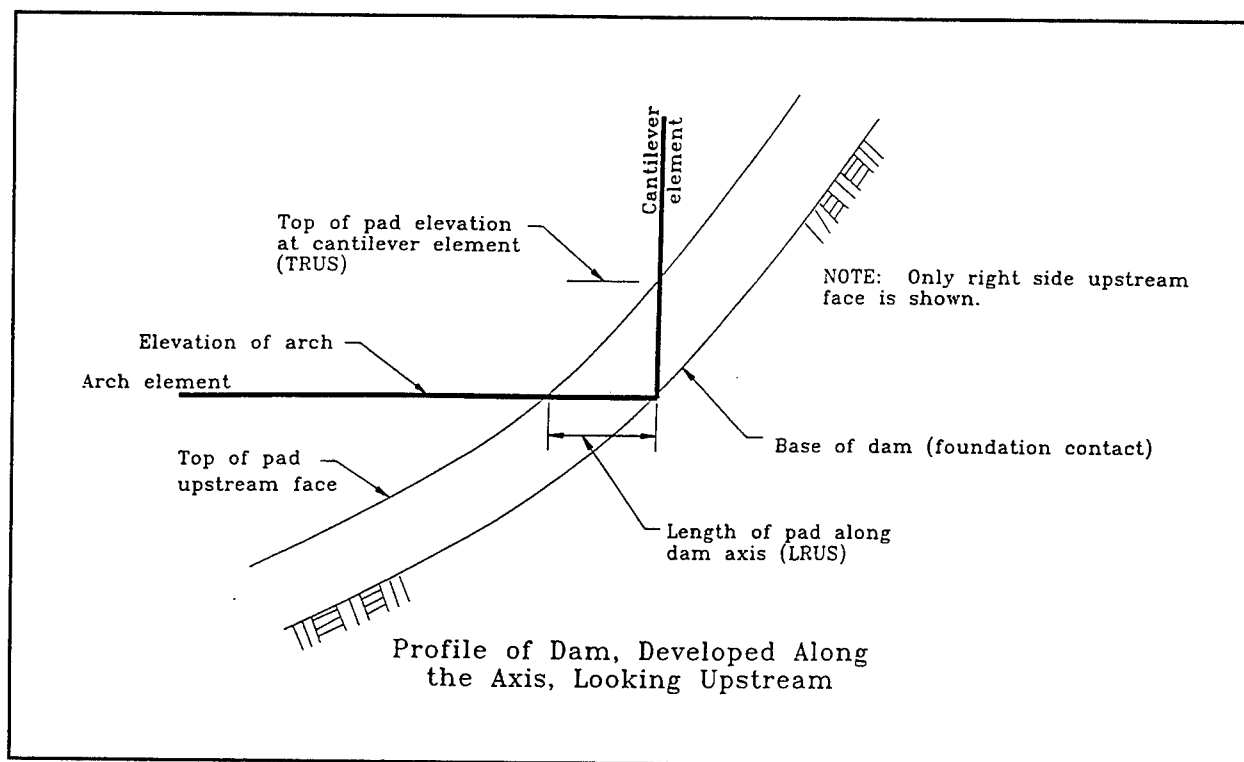 Cantilever
element
Top of pad elevation
at cantilever element
(TRUS)
NOTE: Only right side upstream
face is shown.
Elevation of arch
Arch element
Top of pad
upstream face
Base of dam (foundation contact)
Length of pad along
dam axis (LRUS)
Profile of Dam, Developed Along
the Axis, Looking Upstream